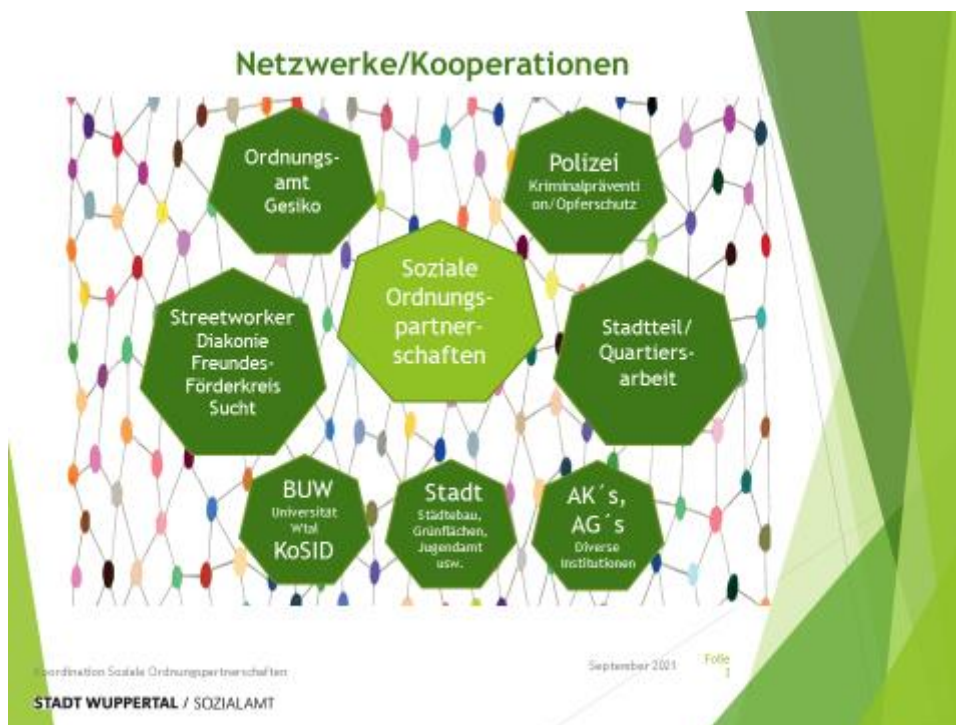 Netzwerke/Kooperationen
Ordnungs-
amt
Gesiko
Polizei
Kriminalpräventi
on/Opferschutz
Soziale
Ordnungs-
partner-
schaften
Streetworker
Diakonie
Freundes-
Förderkreis
Sucht
Stadtteil/
Quartiers-
arbeit
BUW
Universität
Wtal
KoSID
Stadt
Städtebau,
Grünflächen,
Jugendamt
usw.
AK´s,
AG´s
Diverse
Institutionen
Koordination Soziale Ordnungspartnerschaften
September 2021
Folie
STADT WUPPERTAL / SOZIALAMT